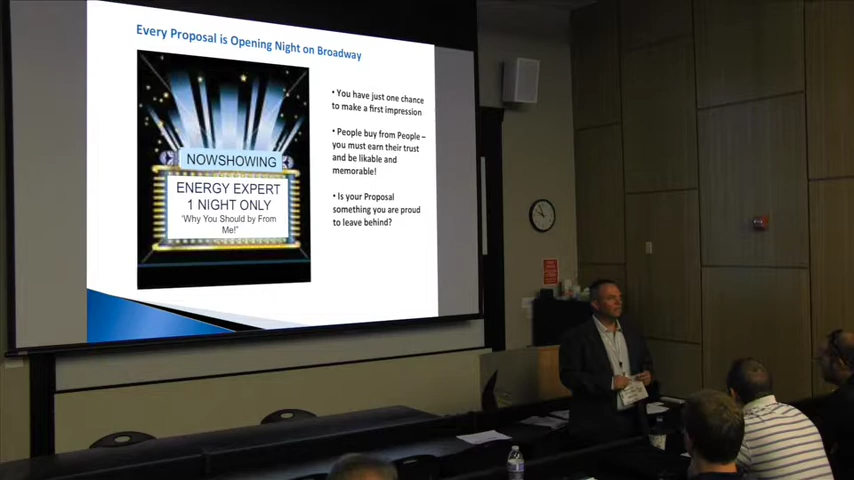 Every Proposal is Opening Night on Broadway
NOWSHOWING
ENERGY EXPERT
1 NIGHT ONLY
"Why You Should by From
Me!"
• You have just one chance
to make a first impression
• People buy from People –
you must earn their trust
and be likable and
memorable!
• Is your Proposal
something you are proud
to leave behind?